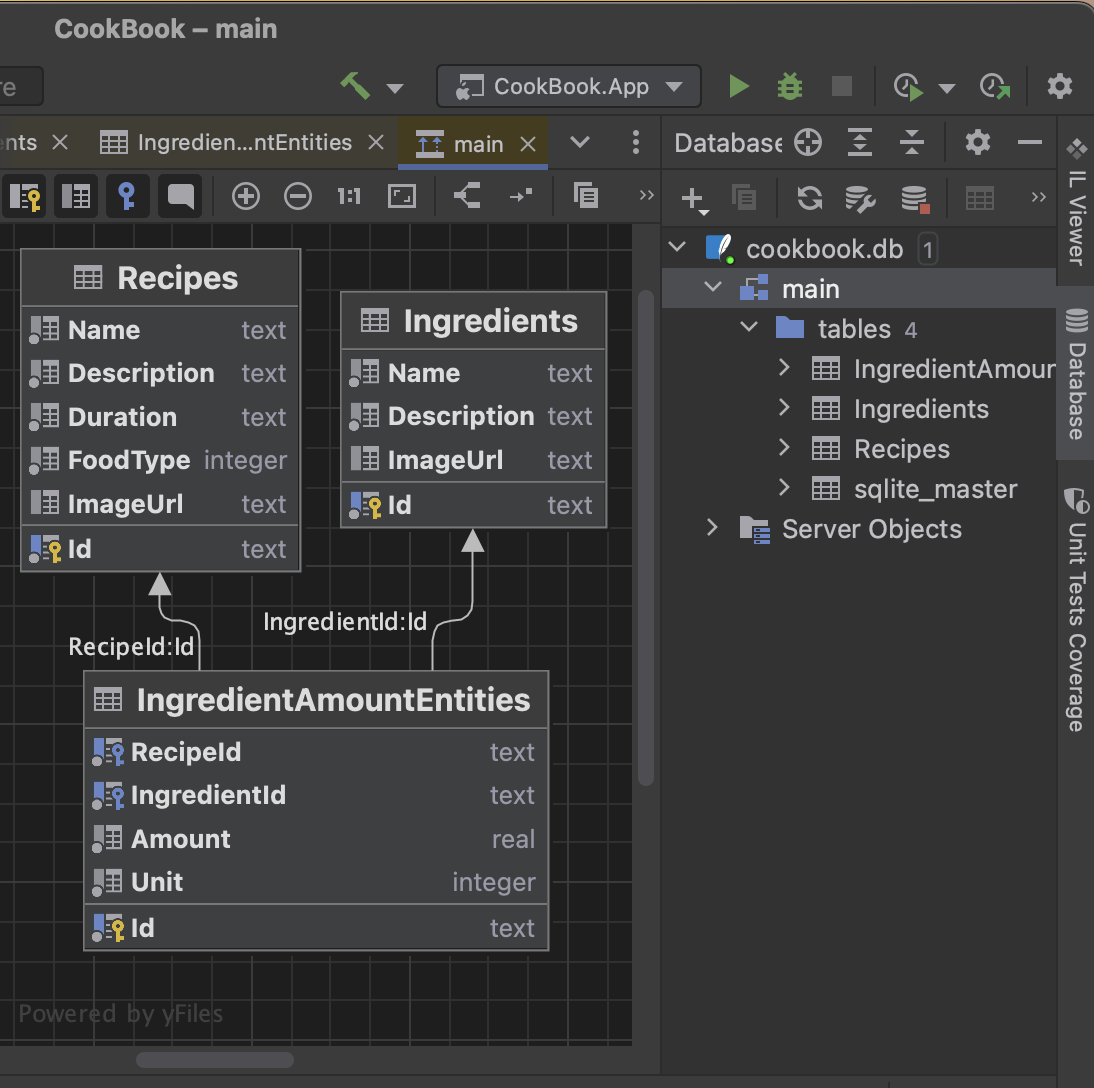 CookBook – main
re
CookBook.App
nts
Ingredien...ntEntities
main
Database
1:1
Recipes
Name text
Description text
Duration text
FoodType integer
ImageUrl text
Id text
Ingredients
Name text
Description text
ImageUrl text
Id text
RecipeId:Id
IngredientId:Id
IngredientAmountEntities
RecipeId text
IngredientId text
Amount real
Unit integer
Id text
Powered by yFiles
cookbook.db 1
main
tables 4
IngredientAmour
Ingredients
Recipes
sqlite_master
Server Objects
IL Viewer
Database
Unit Tests Coverage